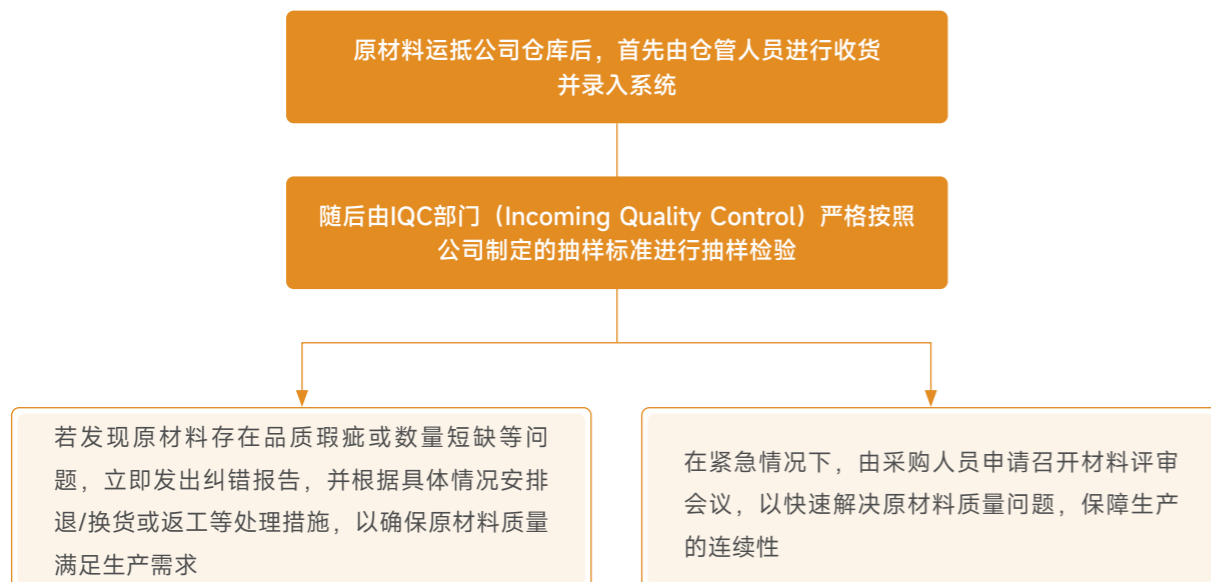 原材料运抵公司仓库后，首先由仓管人员进行收货
并录入系统
随后由IQC部门（Incoming Quality Control）严格按照
公司制定的抽样标准进行抽样检验
若发现原材料存在品质瑕疵或数量短缺等问
题，立即发出纠错报告，并根据具体情况安排
退/换货或返工等处理措施，以确保原材料质量
满足生产需求
在紧急情况下，由采购人员申请召开材料评审
会议，以快速解决原材料质量问题，保障生产
的连续性